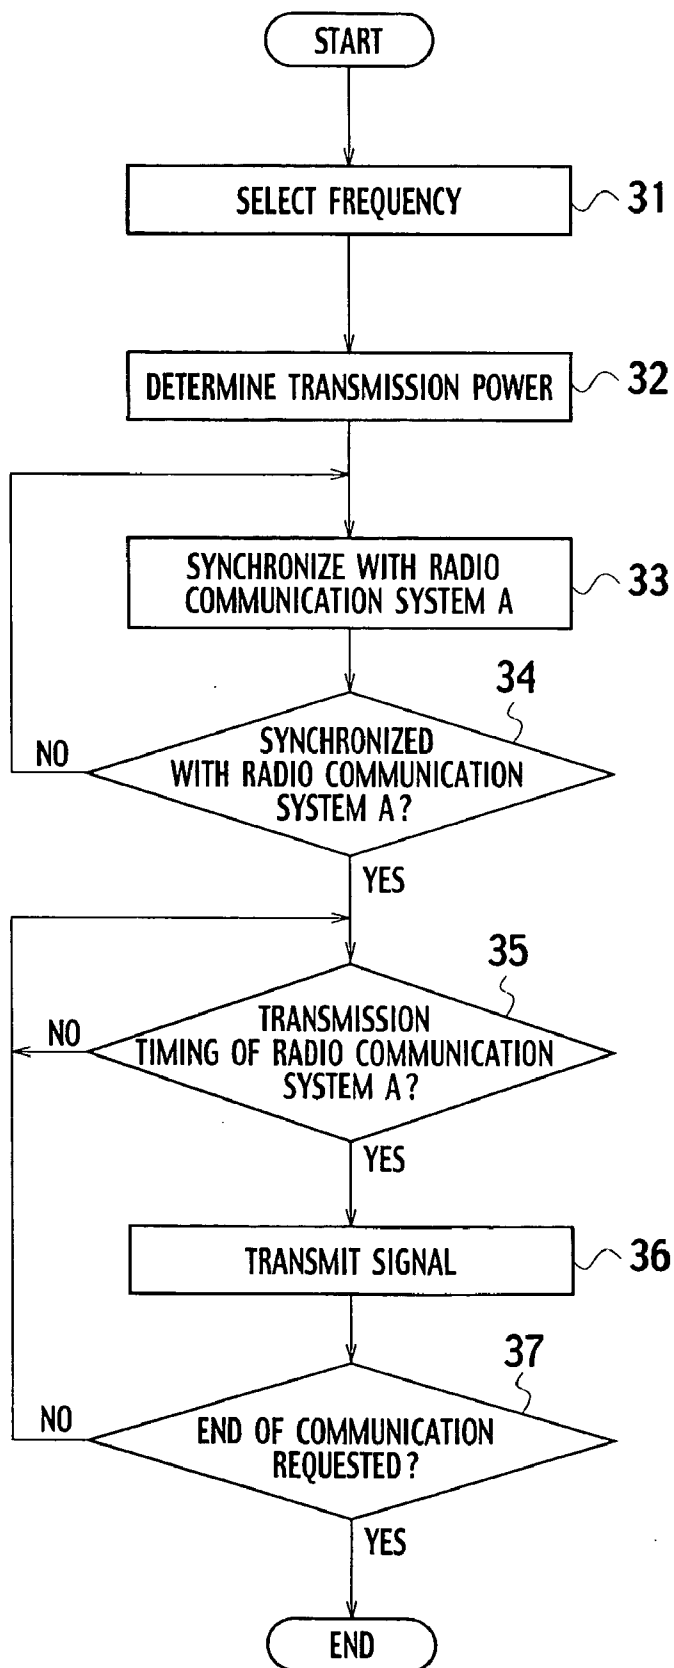 START
SELECT FREQUENCY
31
DETERMINE TRANSMISSION POWER
32
SYNCHRONIZE WITH RADIO
COMMUNICATION SYSTEM A
33
34
SYNCHRONIZED
WITH RADIO COMMUNICATION
SYSTEM A?
NO
YES
35
TRANSMISSION
TIMING OF RADIO COMMUNICATION
SYSTEM A?
NO
YES
TRANSMIT SIGNAL
36
37
END OF COMMUNICATION
REQUESTED?
NO
YES
END